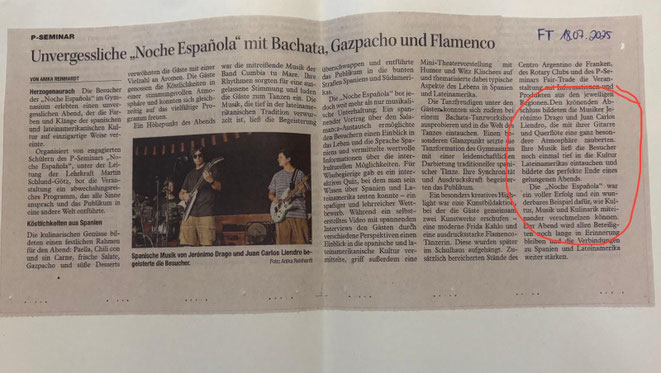 P-SEMINAR
FT 18.07.2025
Unvergessliche „Noche Española“ mit Bachata, Gazpacho und Flamenco
VON ANIKA REINHARDT
Herzogenaurach Die Besucher
der „Noche Española“ im Gym-
nasium erlebten einen unver-
gesslichen Abend, der die Far-
ben und Klänge der spanischen
und lateinamerikanischen Kul-
tur auf einzigartige Weise ver-
einte.
Organisiert von engagierten
Schülern des P-Seminars „No-
che Española“, unter der Lei-
tung der Lehrkraft Martin
Schlund-Götz, bot die Veran-
staltung ein abwechslungsrei-
ches Programm, das alle Sinne
ansprach und das Publikum in
eine andere Welt entführte.
Köstlichkeiten aus Spanien
Die kulinarischen Genüsse bil-
deten einen festlichen Rahmen
für den Abend: Paella, Chili con
und sin Carne, frische Salate,
Gazpacho und süße Desserts
verwöhnten die Gäste mit einer
Vielzahl an Aromen. Die Gäste
genossen die Köstlichkeiten in
einer stimmungsvollen Atmo-
sphäre und konnten sich gleich-
zeitig auf das vielfältige Pro-
gramm freuen.
Ein Höhepunkt des Abends
war die mitreißende Musik der
Band Cumbia tu Mare. Ihre
Rhythmen sorgten für eine aus-
gelassene Stimmung und luden
die Gäste zum Tanzen ein. Die
Musik, die tief in der lateiname-
rikanischen Tradition verwur-
zelt ist, ließ die Begeisterung
Spanische Musik von Jerónimo Drago und Juan Carlos Liendro be-
geisterte die Besucher.
Foto: Anika Reinhardt
überschwappen und entführte
das Publikum in die bunten
Straßen Spaniens und Südameri-
kas.
Die „Noche Española“ bot je-
doch weit mehr als nur musikali-
sche Unterhaltung. Ein span-
nender Vortrag über den Sala-
manca-Austausch ermöglichte
den Besuchern einen Einblick in
das Leben und die Sprache Spa-
niens und vermittelte wertvolle
Informationen über die inter-
kulturellen Möglichkeiten. Für
Wissbegierige gab es ein inter-
aktives Quiz, bei dem man sein
Wissen über Spanien und La-
teinamerika testen konnte – ein
spaßiger und lehrreicher Wett-
bewerb. Während ein selbst-
erstelltes Video mit spannenden
Interviews den Gästen durch
verschiedene Perspektiven einen
Einblick in die spanische und la-
teinamerikanische Kultur ver-
mittelte, griff außerdem eine
Mini-Theatervorstellung mit
Humor und Witz Klischees auf
und thematisierte dabei typische
Aspekte des Lebens in Spanien
und Lateinamerika.
Die Tanzfreudigen unter den
Gästen konnten sich zudem bei
einem Bachata-Tanzworkshop
ausprobieren und in die Welt des
Tanzes eintauchen. Einen be-
sonderen Glanzpunkt setzte die
Tanzformation des Gymnasiums
mit einer leidenschaftlichen
Darbietung traditioneller spani-
scher Tänze. Ihre Synchronität
und Ausdruckskraft begeister-
ten das Publikum.
Ein besonders kreatives High-
light war eine Kunstdidaktion,
bei der die Gäste gemeinsam
zwei Kunstwerke erschufen –
eine moderne Frida Kahlo und
eine ausdrucksstarke Flamenco-
Tänzerin. Diese wurden später
im Schulhaus aufgehängt. Zu-
sätzlich bereicherten Stände des
Centro Argentino de Franken,
des Rotary Clubs und des P-Se-
minars Fair-Trade die Veran-
staltung mit Informationen und
Produkten aus den jeweiligen
Regionen. Den krönenden Ab-
schluss bildeten die Musiker Je-
rónimo Drago und Juan Carlos
Liendro, die mit ihrer Gitarre
und Querflöte eine ganz beson-
dere Atmosphäre zauberten.
Ihre Musik ließ die Besucher
noch einmal tief in die Kultur
Lateinamerikas eintauchen und
bildete das perfekte Ende eines
gelungenen Abends.
Die „Noche Española“ war
ein voller Erfolg und ein wun-
derbares Beispiel dafür, wie Kul-
tur, Musik und Kulinarik mitein-
ander verschmelzen können.
Der Abend wird allen Beteilig-
ten noch lange in Erinnerung
bleiben und die Verbindungen
zu Spanien und Lateinamerika
weiter stärken.